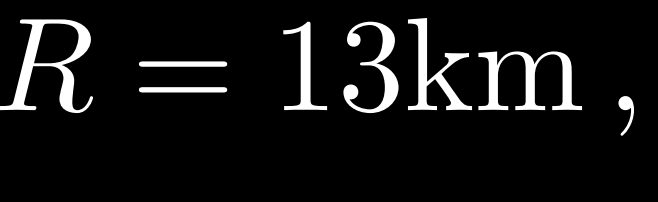 R = 13km ,